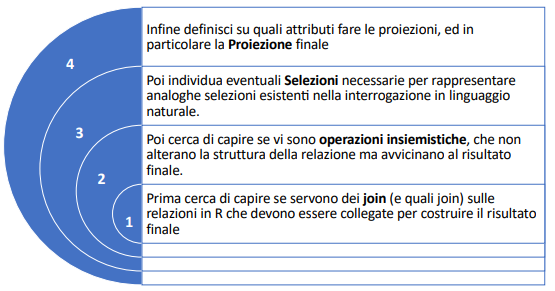 4
Infine definisci su quali attributi fare le proiezioni, ed in
particolare la Proiezione finale
3
Poi individua eventuali Selezioni necessarie per rappresentare
analoghe selezioni esistenti nella interrogazione in linguaggio
naturale.
2
Poi cerca di capire se vi sono operazioni insiemistiche, che non
alterano la struttura della relazione ma avvicinano al risultato
finale.
1
Prima cerca di capire se servono dei join (e quali join) sulle
relazioni in R che devono essere collegate per costruire il risultato
finale